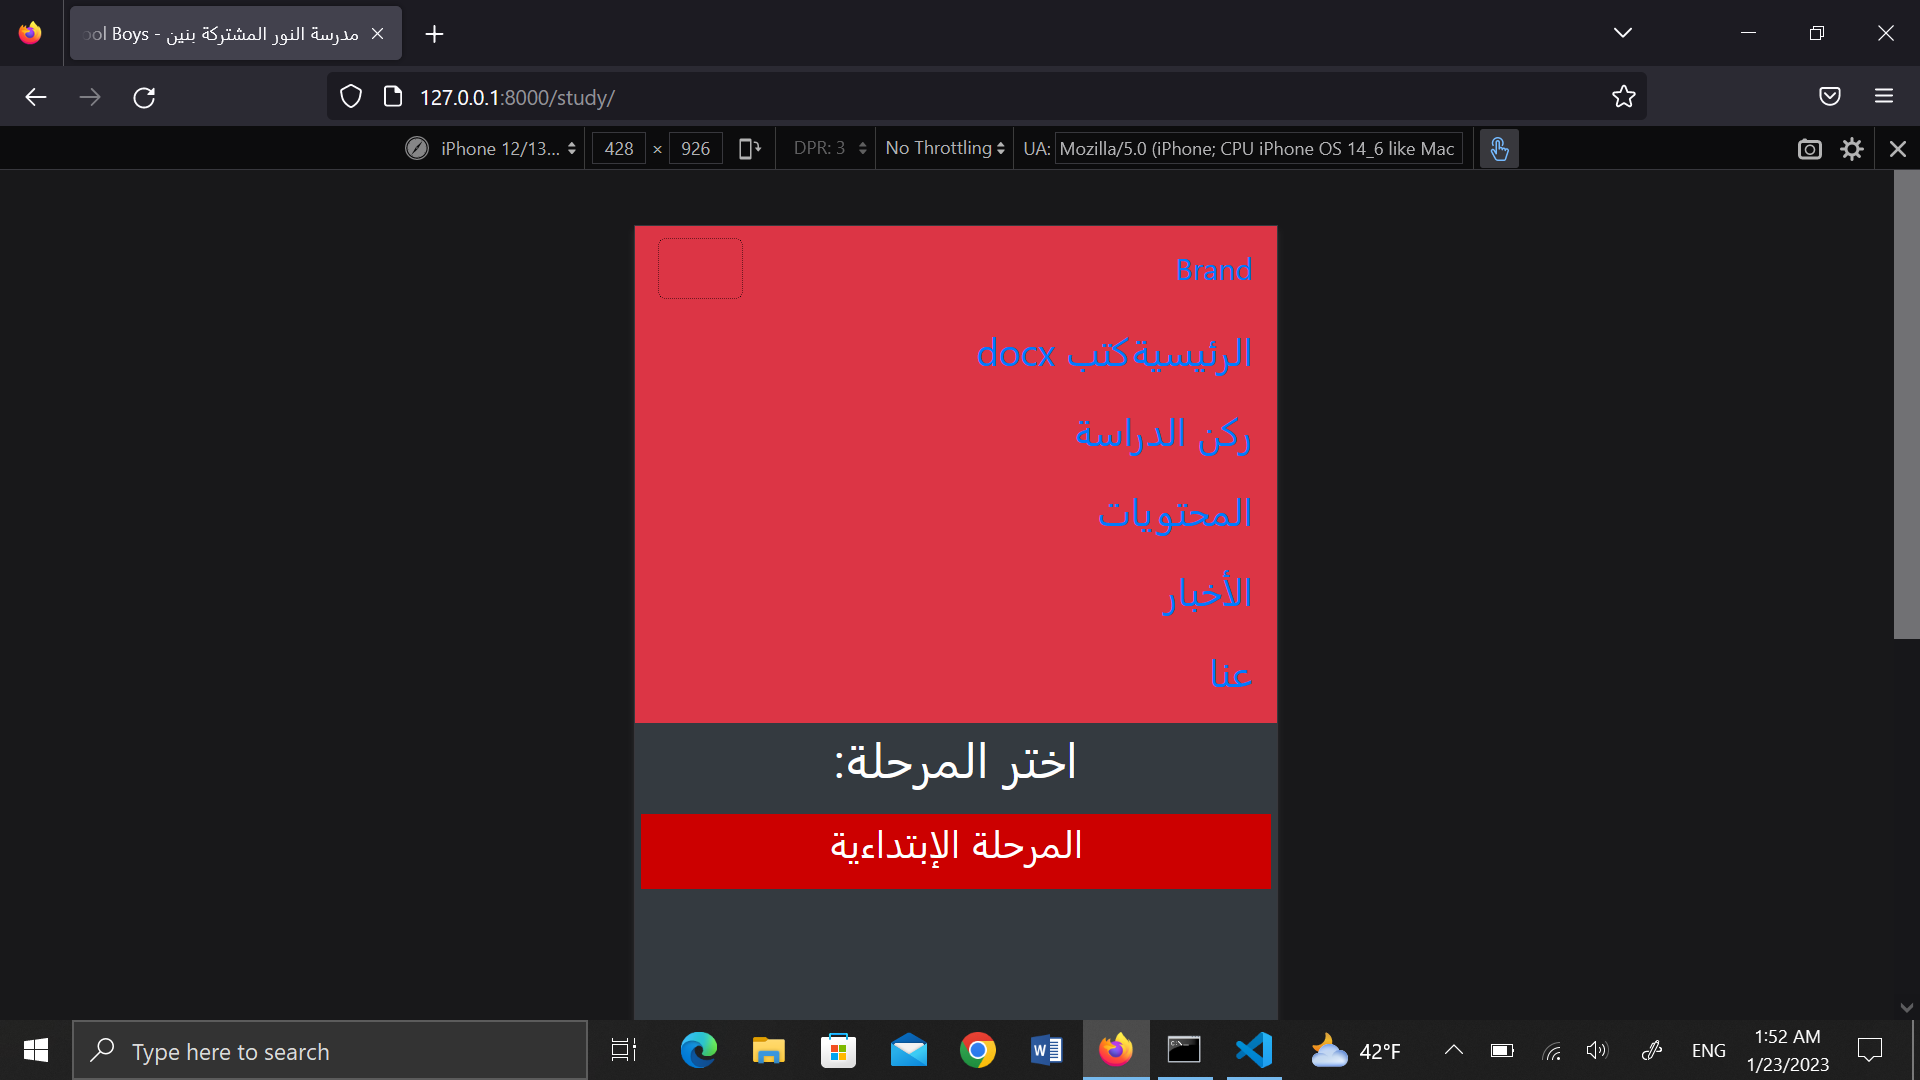 ool Boys - مدرسة النور المشتركة بنين
127.0.0.1:8000/study/
iPhone 12/13... 428 × 926 DPR: 3 No Throttling UA: Mozilla/5.0 (iPhone; CPU iPhone OS 14_6 like Mac
Brand
الرئيسيةكتب docx
ركن الدراسة
المحتويات
الأخبار
عنا
اختر المرحلة:
المرحلة الإبتداءية
Type here to search
42°F
ENG
1:52 AM
1/23/2023